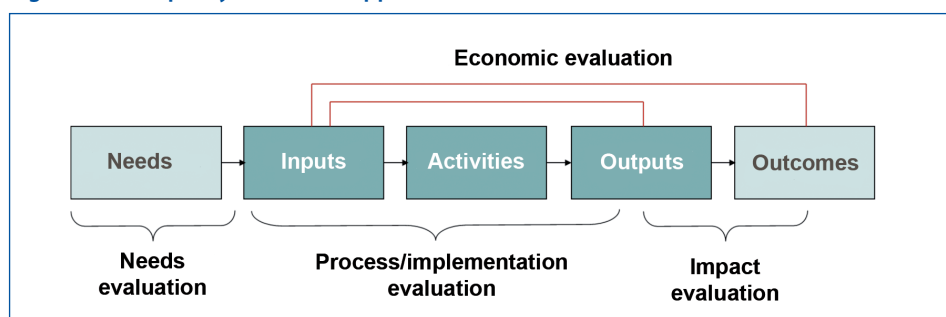 Economic evaluation
Needs
Inputs
Activities
Outputs
Outcomes
Needs
evaluation
Process/implementation
evaluation
Impact
evaluation